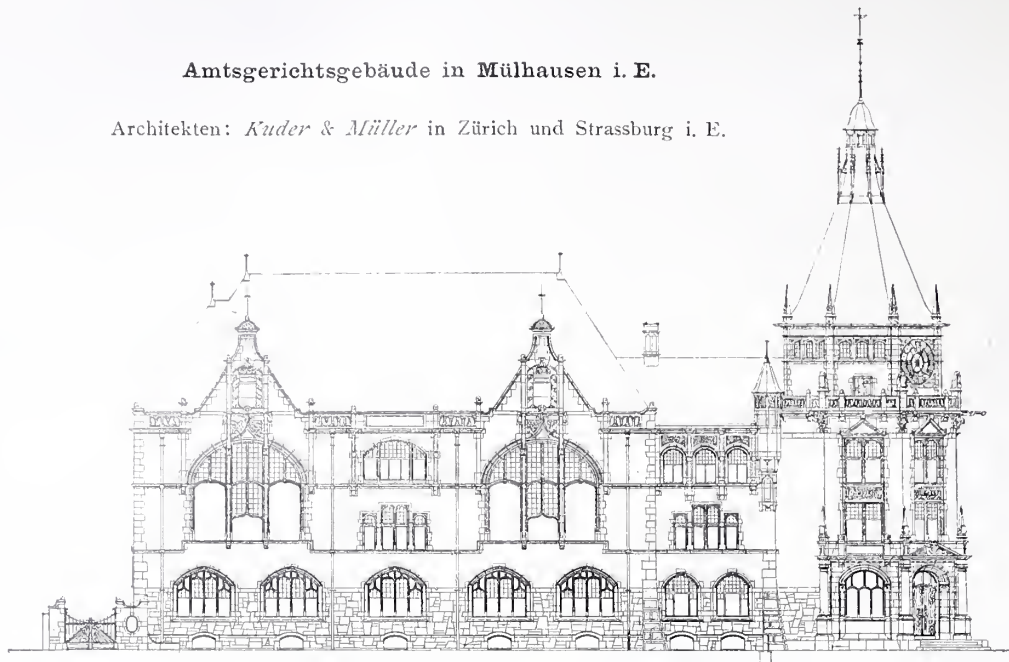 Amtsgerichtsgebäude in Mülhausen i. E.
Architekten: Kuder & Müller in Zürich und Strassburg i. E.